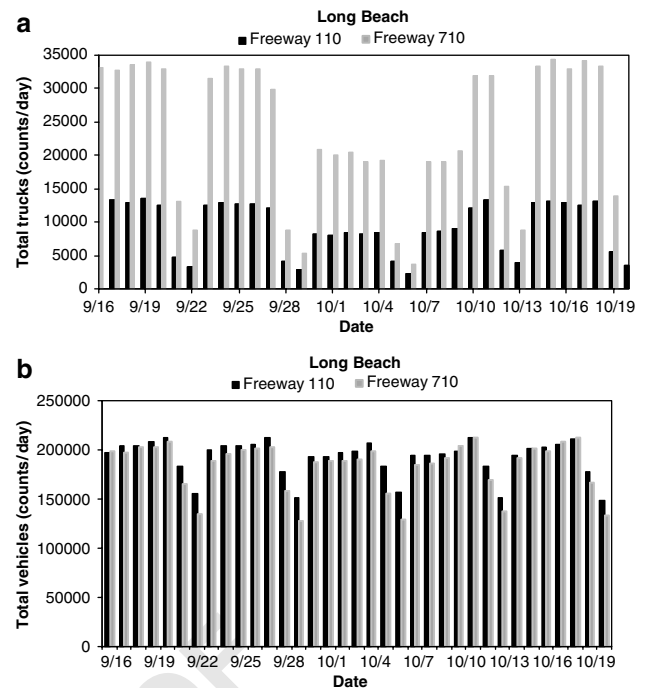 a
Long Beach
Freeway 110 Freeway 710
Total trucks (counts/day)
35000
30000
25000
20000
15000
10000
5000
0
9/16 9/19 9/22 9/25 9/28 10/1 10/4 10/7 10/10 10/13 10/16 10/19
Date
b
Long Beach
Freeway 110 Freeway 710
Total vehicles (counts/day)
250000
200000
150000
100000
50000
0
9/16 9/19 9/22 9/25 9/28 10/1 10/4 10/7 10/10 10/13 10/16 10/19
Date